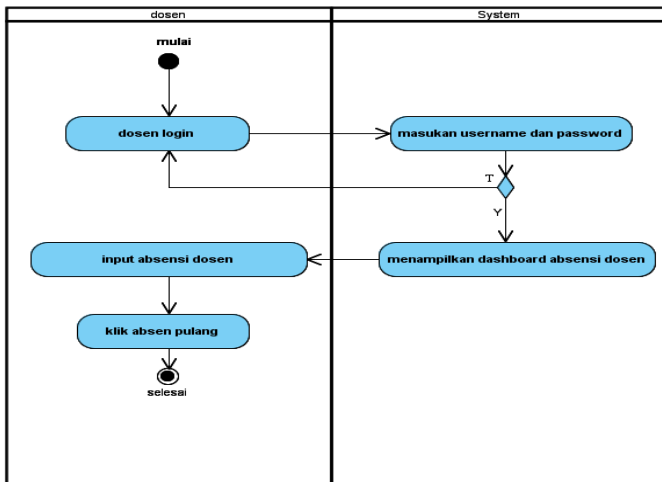 dosen
System
mulai
dosen login
masukan username dan password
T
Y
input absensi dosen
menampilkan dashboard absensi dosen
klik absen pulang
selesai